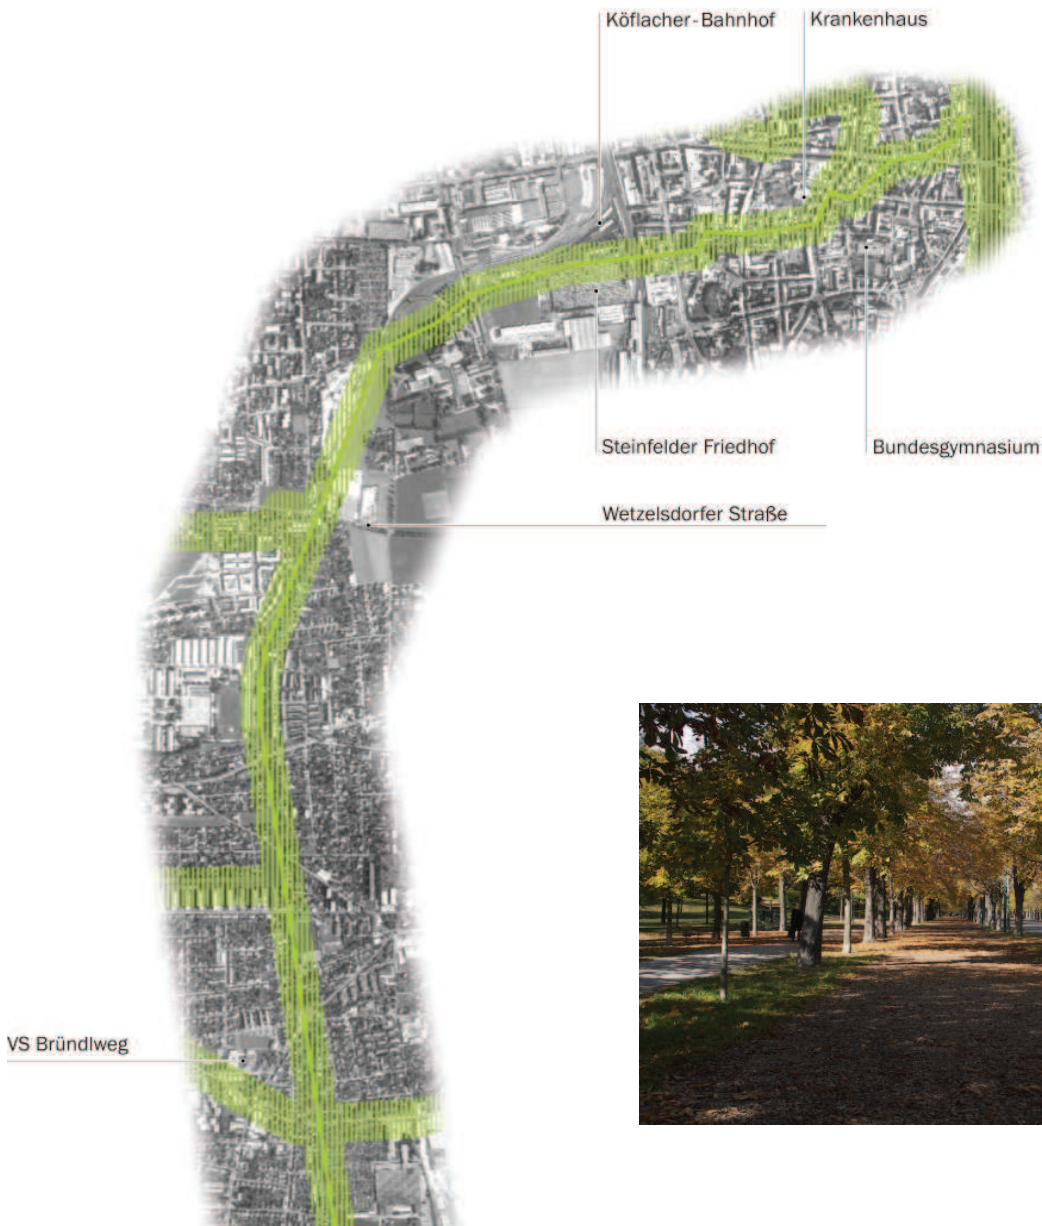 Köflacher-Bahnhof
Krankenhaus
Steinfelder Friedhof
Bundesgymnasium
Wetzelsdorfer Straße
VS Bründlweg